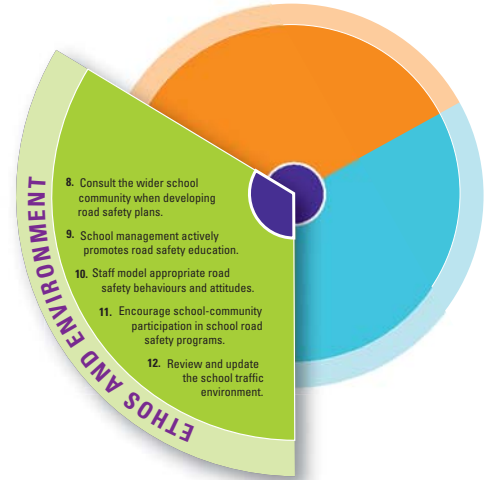 8. Consult the wider school
community when developing
road safety plans.
9. School management actively
promotes road safety education.
10. Staff model appropriate road
safety behaviours and attitudes.
11. Encourage school-community
participation in school road
safety programs.
12. Review and update
the school traffic
environment.
ETHOS AND ENVIRONMENT